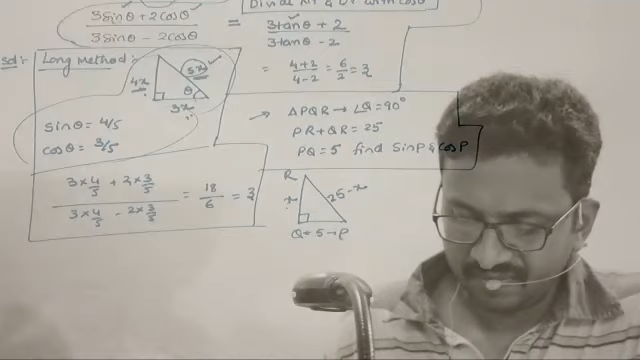 Divide Nr & Dr with cosθ
3sinθ + 2cosθ / 3sinθ - 2cosθ = 3tanθ + 2 / 3tanθ - 2
Sol:- Long Method:-
4x 5x θ 3x
= 4+2 / 4-2 = 6/2 = 3
sinθ = 4/5
cosθ = 3/5
→ ΔPQR → ∠Q = 90°
PR + QR = 25
PQ = 5 find SinP & CosP
3×4/5 + 2×3/5 / 3×4/5 - 2×3/5 = 18/6 = 3
R
x 25-x
Q ← 5 → P